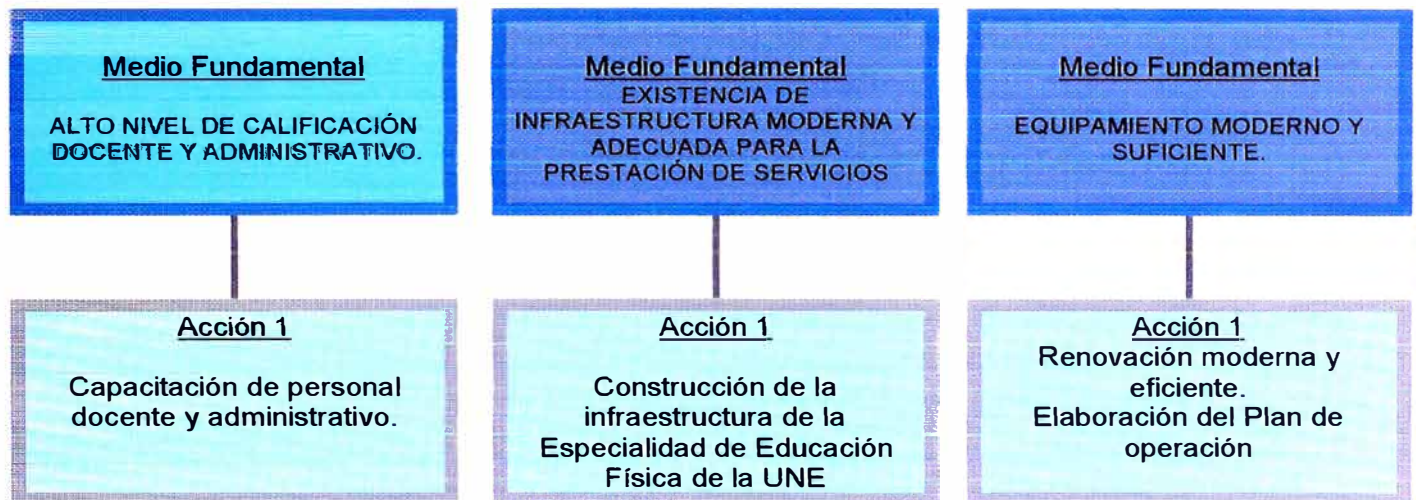 Medio Fundamental
ALTO NIVEL DE CALIFICACIÓN
DOCENTE Y ADMINISTRATIVO.
Medio Fundamental
EXISTENCIA DE
INFRAESTRUCTURA MODERNA Y
ADECUADA PARA LA
PRESTACIÓN DE SERVICIOS
Medio Fundamental
EQUIPAMIENTO MODERNO Y
SUFICIENTE.
Acción 1
Capacitación de personal
docente y administrativo.
Acción 1
Construcción de la
infraestructura de la
Especialidad de Educación
Física de la UNE
Acción 1
Renovación moderna y
eficiente.
Elaboración del Plan de
operación